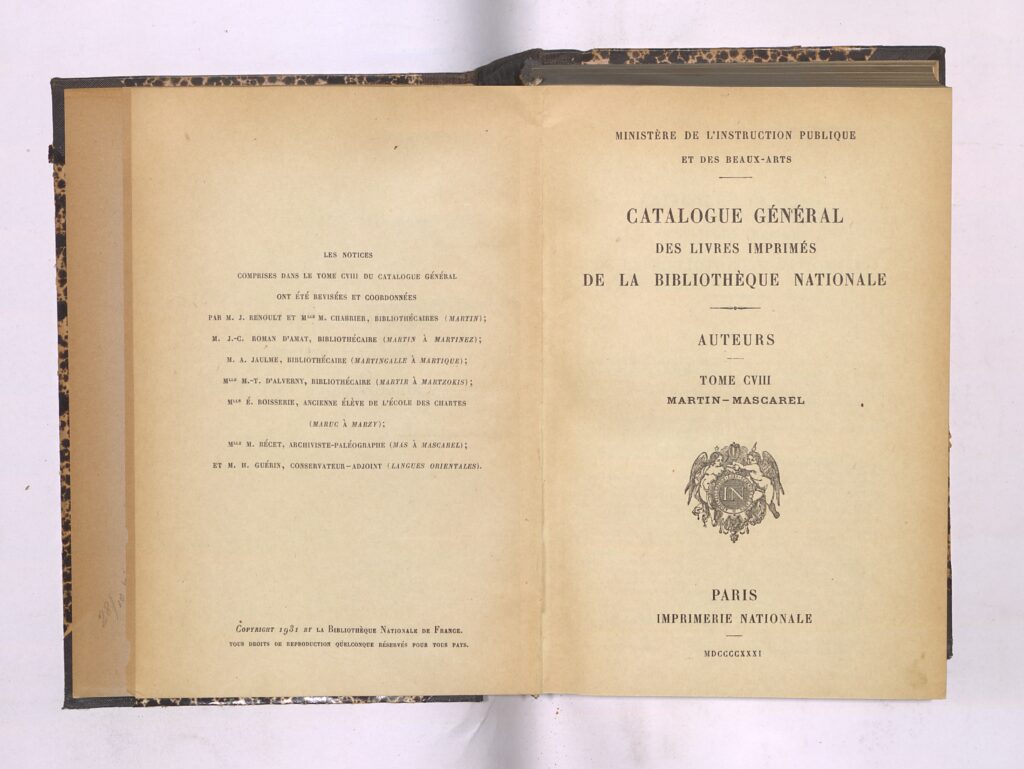 LES NOTICES
COMPRISES DANS LE TOME CVIII DU CATALOGUE GÉNÉRAL
ONT ÉTÉ REVISÉES ET COORDONNÉES
PAR M. J. RENOULT ET Mlle M. CHABRIER, BIBLIOTHÉCAIRES (MARTIN);
M. J.-C. ROMAN D'AMAT, BIBLIOTHÉCAIRE (MARTIN À MARTINEZ);
M. A. JAULME, BIBLIOTHÉCAIRE (MARTINGALLE À MARTIQUE);
Mlle M.-T. D'ALVERNY, BIBLIOTHÉCAIRE (MARTIR À MARTZOKIS);
Mlle É. BOISSERIE, ANCIENNE ÉLÈVE DE L'ÉCOLE DES CHARTES
(MARUC À MARZY);
Mlle M. BÉCET, ARCHIVISTE-PALÉOGRAPHE (MAS À MASCAREL);
ET M. H. GUÉRIN, CONSERVATEUR-ADJOINT (LANGUES ORIENTALES).
COPYRIGHT 1931 BY LA BIBLIOTHÈQUE NATIONALE DE FRANCE.
TOUS DROITS DE REPRODUCTION QUELCONQUE RÉSERVÉS POUR TOUS PAYS.
MINISTÈRE DE L'INSTRUCTION PUBLIQUE
ET DES BEAUX-ARTS
CATALOGUE GÉNÉRAL
DES LIVRES IMPRIMÉS
DE LA BIBLIOTHÈQUE NATIONALE
AUTEURS
TOME CVIII
MARTIN-MASCAREL
IN
PARIS
IMPRIMERIE NATIONALE
MDCCCCXXXI